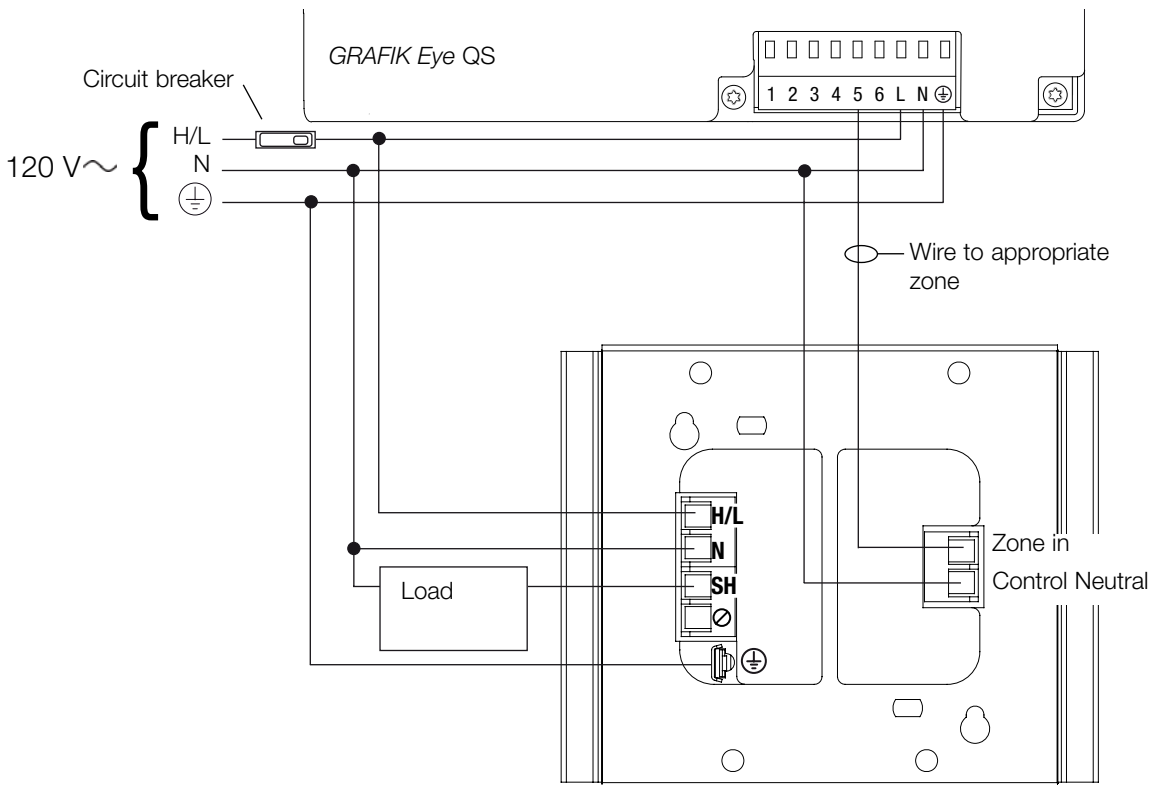 GRAFIK Eye QS
Circuit breaker
1 2 3 4 5 6 L N
H/L
120 V~
N
Wire to appropriate
zone
H/L
N
Zone in
Load
SH
Control Neutral